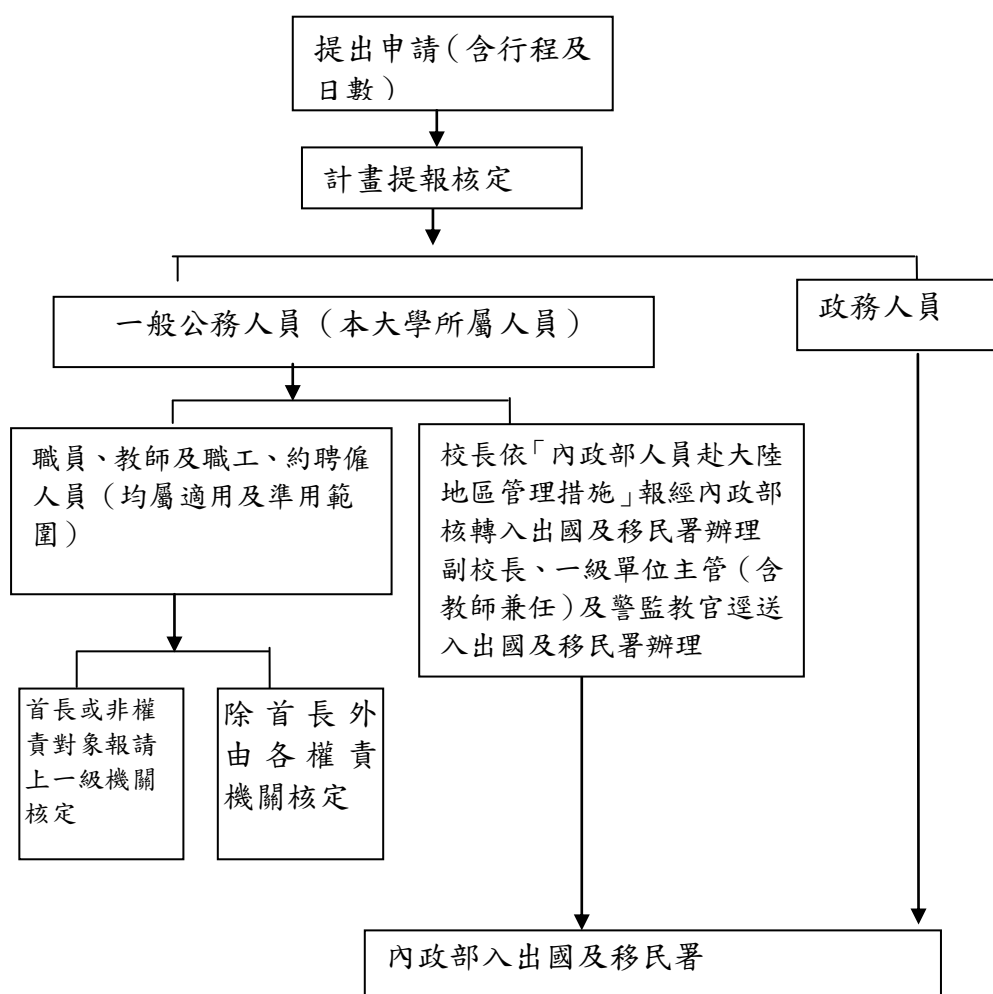 提出申請（含行程及
日數）
計畫提報核定
一般公務人員（本大學所屬人員）
政務人員
職員、教師及職工、約聘僱
人員（均屬適用及準用範
圍）
校長依「內政部人員赴大陸
地區管理措施」報經內政部
核轉入出國及移民署辦理
副校長、一級單位主管（含
教師兼任）及警監教官逕送
入出國及移民署辦理
首長或非權
責對象報請
上一級機關
核定
除首長外
由各權責
機關核定
內政部入出國及移民署